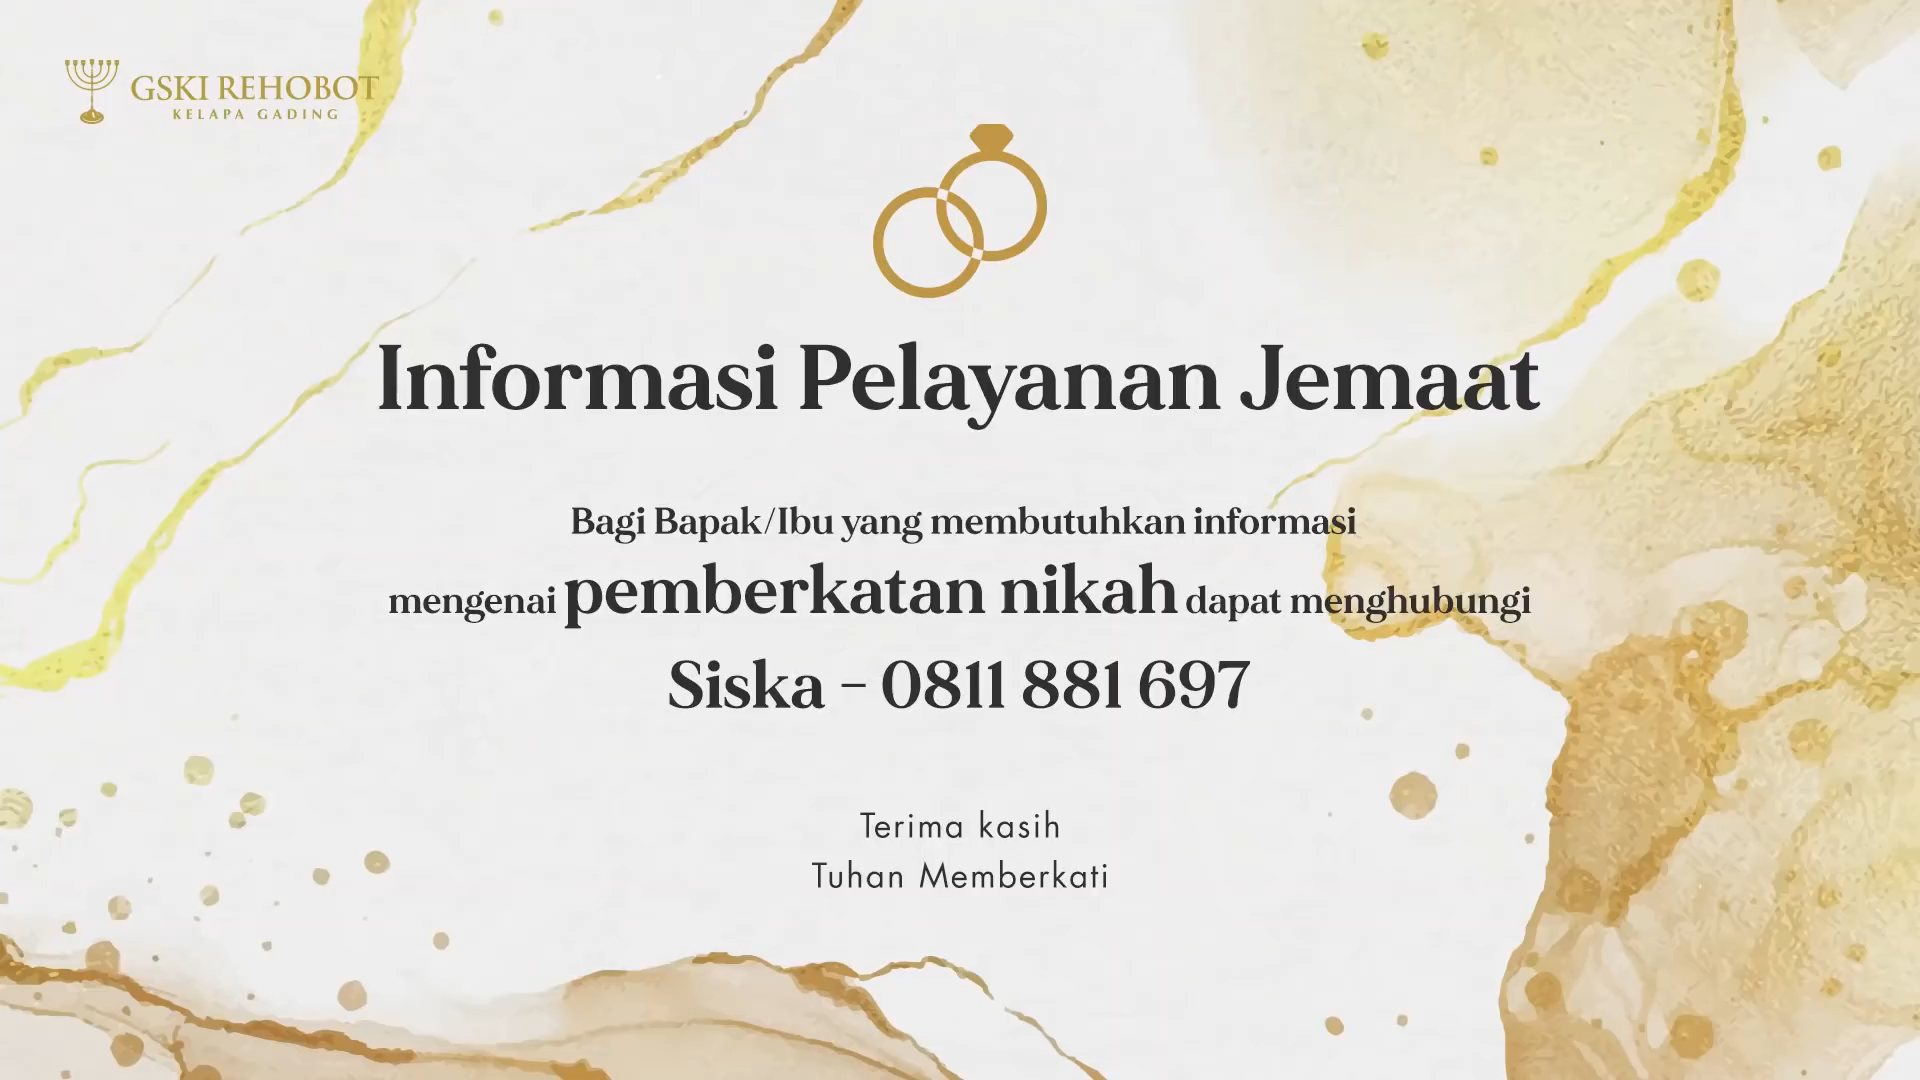 GSKI REHOBOT
KELAPA GADING
Informasi Pelayanan Jemaat
Bagi Bapak/Ibu yang membutuhkan informasi
mengenai pemberkatan nikah dapat menghubungi
Siska - 0811 881 697
Terima kasih
Tuhan Memberkati